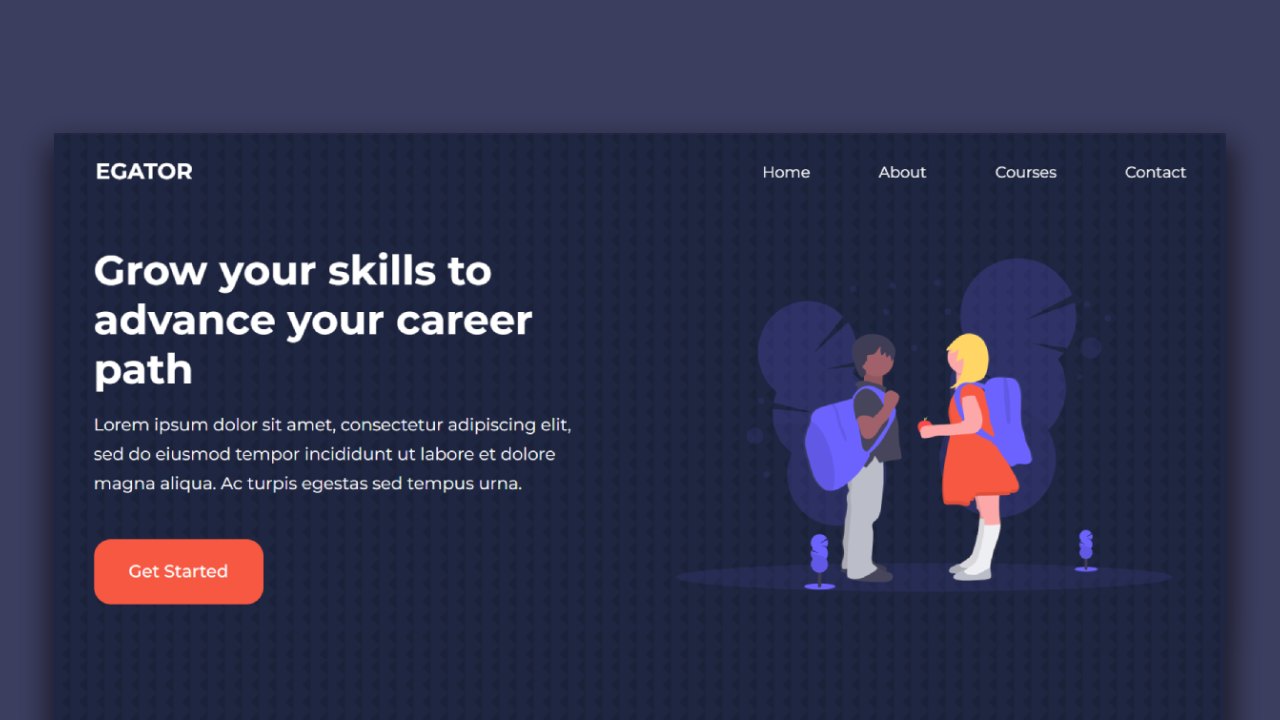 EGATOR
Home About Courses Contact
Grow your skills to
advance your career
path
Lorem ipsum dolor sit amet, consectetur adipiscing elit,
sed do eiusmod tempor incididunt ut labore et dolore
magna aliqua. Ac turpis egestas sed tempus urna.
Get Started